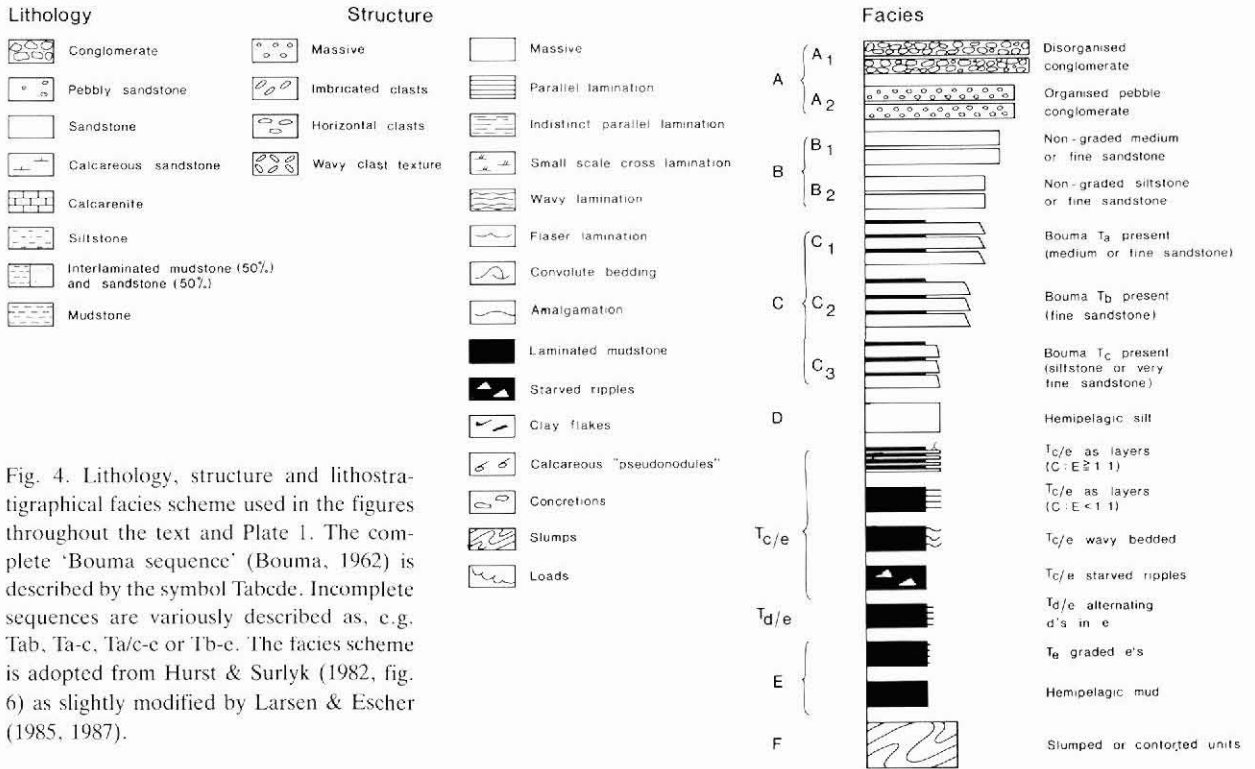 Lithology
Conglomerate
Pebbly sandstone
Sandstone
Calcareous sandstone
Calcarenite
Siltstone
Interlaminated mudstone (50%)
and sandstone (50%)
Mudstone
Structure
Massive
Imbricated clasts
Horizontal clasts
Wavy clast texture
Massive
Parallel lamination
Indistinct parallel lamination
Small scale cross lamination
Wavy lamination
Flaser lamination
Convolute bedding
Amalgamation
Laminated mudstone
Starved ripples
Clay flakes
Calcareous "pseudonodules"
Concretions
Slumps
Loads
Facies
A
A1
Disorganised
conglomerate
A2
Organised pebble
conglomerate
B
B1
Non-graded medium
or fine sandstone
B2
Non-graded siltstone
or fine sandstone
C
C1
Bouma Ta present
(medium or fine sandstone)
C2
Bouma Tb present
(fine sandstone)
C3
Bouma Tc present
(siltstone or very
fine sandstone)
D
Hemipelagic silt
Tc/e
Tc/e as layers
(C:E≧1 1)
Tc/e as layers
(C:E<1 1)
Tc/e wavy bedded
Tc/e starved ripples
Td/e
Td/e alternating
d's in e
E
Te graded e's
Hemipelagic mud
F
Slumped or contorted units
Fig. 4. Lithology, structure and lithostra-
tigraphical facies scheme used in the figures
throughout the text and Plate 1. The com-
plete 'Bouma sequence' (Bouma, 1962) is
described by the symbol Tabcde. Incomplete
sequences are variously described as, e.g.
Tab, Ta-c, Ta/c-e or Tb-e. The facies scheme
is adopted from Hurst & Surlyk (1982, fig.
6) as slightly modified by Larsen & Escher
(1985, 1987).